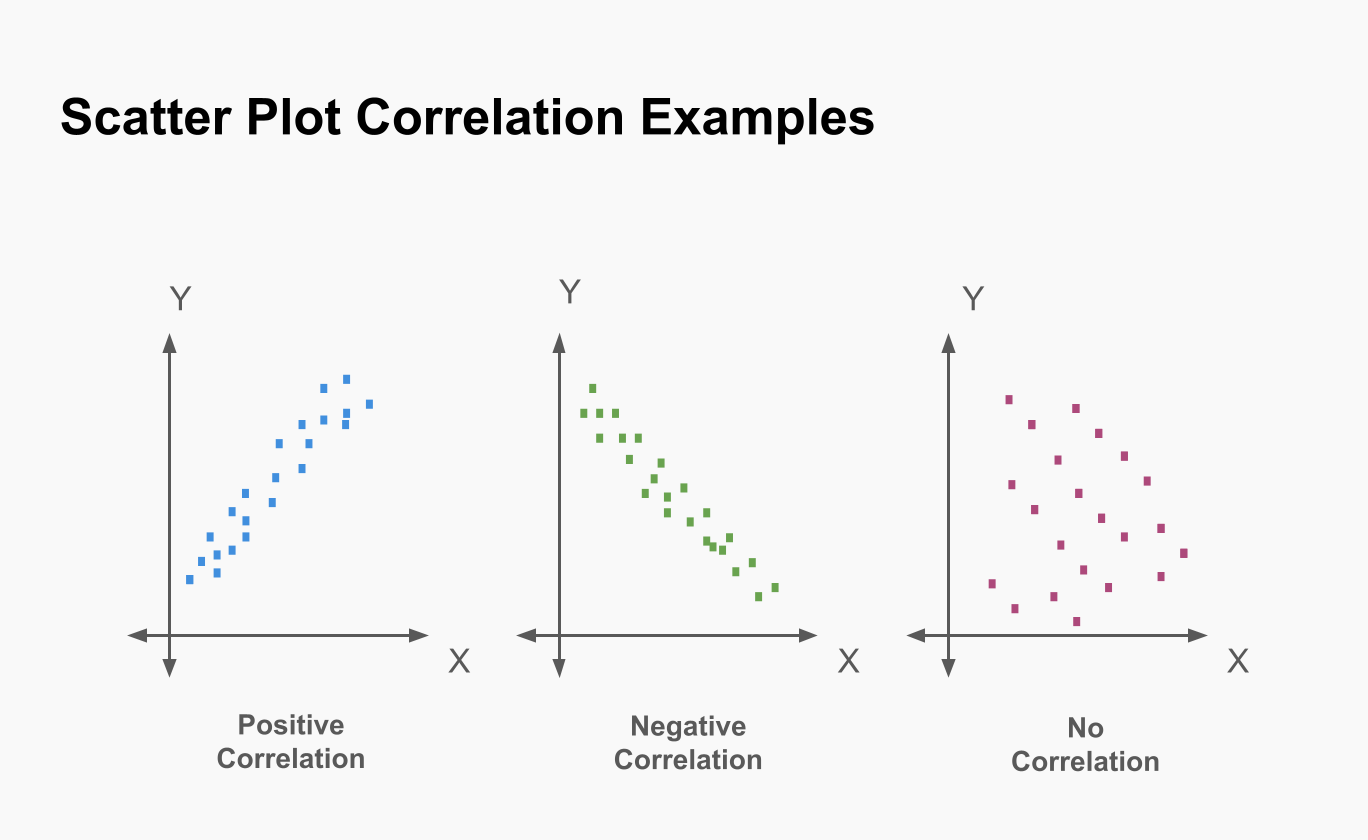 Scatter Plot Correlation Examples
Y
Y
Y
X
X
X
Positive
Correlation
Negative
Correlation
No
Correlation